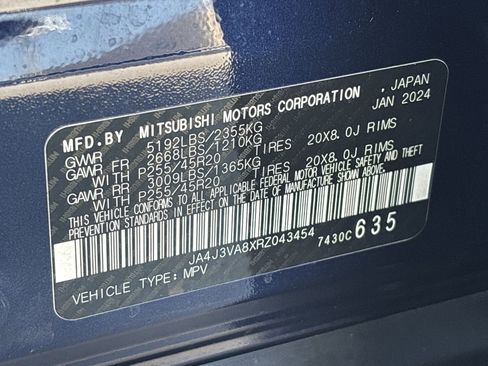 MFD.BY MITSUBISHI MOTORS CORPORATION , JAPAN
JAN 2024
GVWR 5192LBS/2355KG
GAWR FR 2668LBS/1210KG
WITH P255/45R20 TIRES 20X8.0J RIMS
GAWR RR 3009LBS/1365KG
WITH P255/45R20 TIRES 20X8.0J RIMS
THIS VEHICLE CONFORMS TO ALL APPLICABLE FEDERAL MOTOR VEHICLE SAFETY AND THEFT
PREVENTION STANDARDS IN EFFECT ON THE DATE OF MANUFACTURE SHOWN ABOVE.
JA4J3VA8XRZ043454
7430C 635
VEHICLE TYPE: MPV